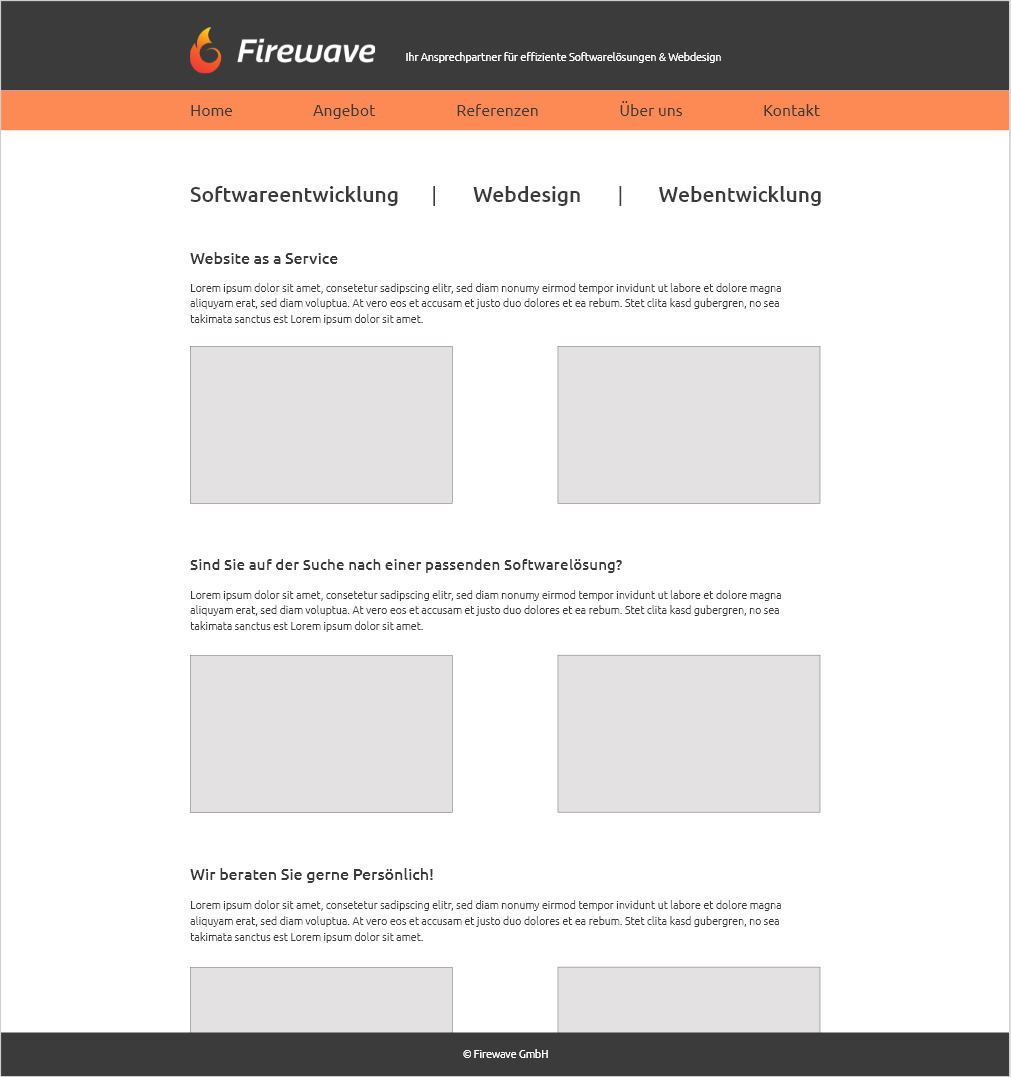 Firewave
Ihr Ansprechpartner für effiziente Softwarelösungen & Webdesign
Home Angebot Referenzen Über uns Kontakt
Softwareentwicklung | Webdesign | Webentwicklung
Website as a Service
Lorem ipsum dolor sit amet, consetetur sadipscing elitr, sed diam nonumy eirmod tempor invidunt ut labore et dolore magna
aliquyam erat, sed diam voluptua. At vero eos et accusam et justo duo dolores et ea rebum. Stet clita kasd gubergren, no sea
takimata sanctus est Lorem ipsum dolor sit amet.
Sind Sie auf der Suche nach einer passenden Softwarelösung?
Lorem ipsum dolor sit amet, consetetur sadipscing elitr, sed diam nonumy eirmod tempor invidunt ut labore et dolore magna
aliquyam erat, sed diam voluptua. At vero eos et accusam et justo duo dolores et ea rebum. Stet clita kasd gubergren, no sea
takimata sanctus est Lorem ipsum dolor sit amet.
Wir beraten Sie gerne Persönlich!
Lorem ipsum dolor sit amet, consetetur sadipscing elitr, sed diam nonumy eirmod tempor invidunt ut labore et dolore magna
aliquyam erat, sed diam voluptua. At vero eos et accusam et justo duo dolores et ea rebum. Stet clita kasd gubergren, no sea
takimata sanctus est Lorem ipsum dolor sit amet.
© Firewave GmbH